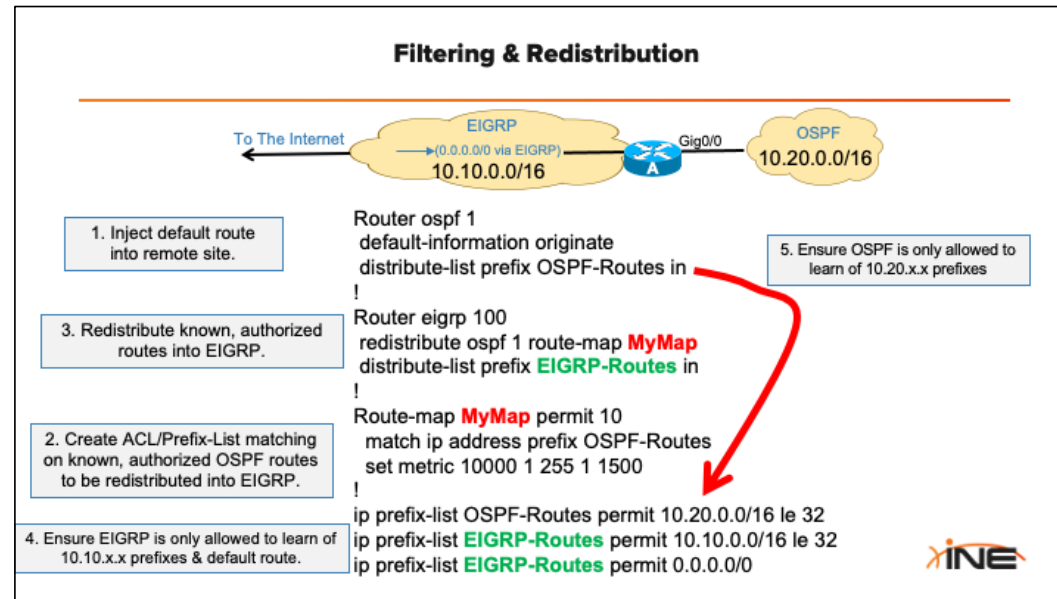 Filtering & Redistribution
To The Internet
EIGRP
(0.0.0.0/0 via EIGRP)
10.10.0.0/16
A
Gig0/0
OSPF
10.20.0.0/16
1. Inject default route
into remote site.
Router ospf 1
default-information originate
distribute-list prefix OSPF-Routes in
!
5. Ensure OSPF is only allowed to
learn of 10.20.x.x prefixes
3. Redistribute known, authorized
routes into EIGRP.
Router eigrp 100
redistribute ospf 1 route-map MyMap
distribute-list prefix EIGRP-Routes in
!
2. Create ACL/Prefix-List matching
on known, authorized OSPF routes
to be redistributed into EIGRP.
Route-map MyMap permit 10
match ip address prefix OSPF-Routes
set metric 10000 1 255 1 1500
!
4. Ensure EIGRP is only allowed to learn of
10.10.x.x prefixes & default route.
ip prefix-list OSPF-Routes permit 10.20.0.0/16 le 32
ip prefix-list EIGRP-Routes permit 10.10.0.0/16 le 32
ip prefix-list EIGRP-Routes permit 0.0.0.0/0
INE